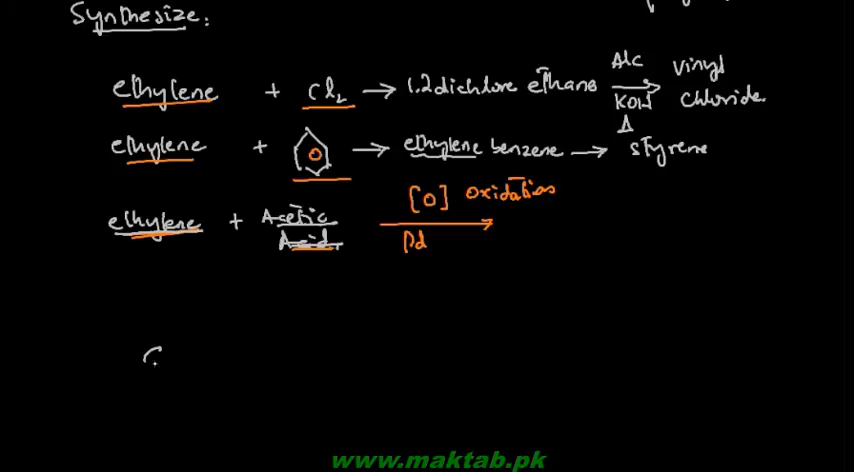 Synthesize:
ethylene + Cl2 → 1,2 dichloro ethane Alc KOH Δ → Vinyl Chloride
ethylene + → ethylene benzene → styrene
ethylene + Acetic Acid [O] Oxidation Pd →
www.maktab.pk